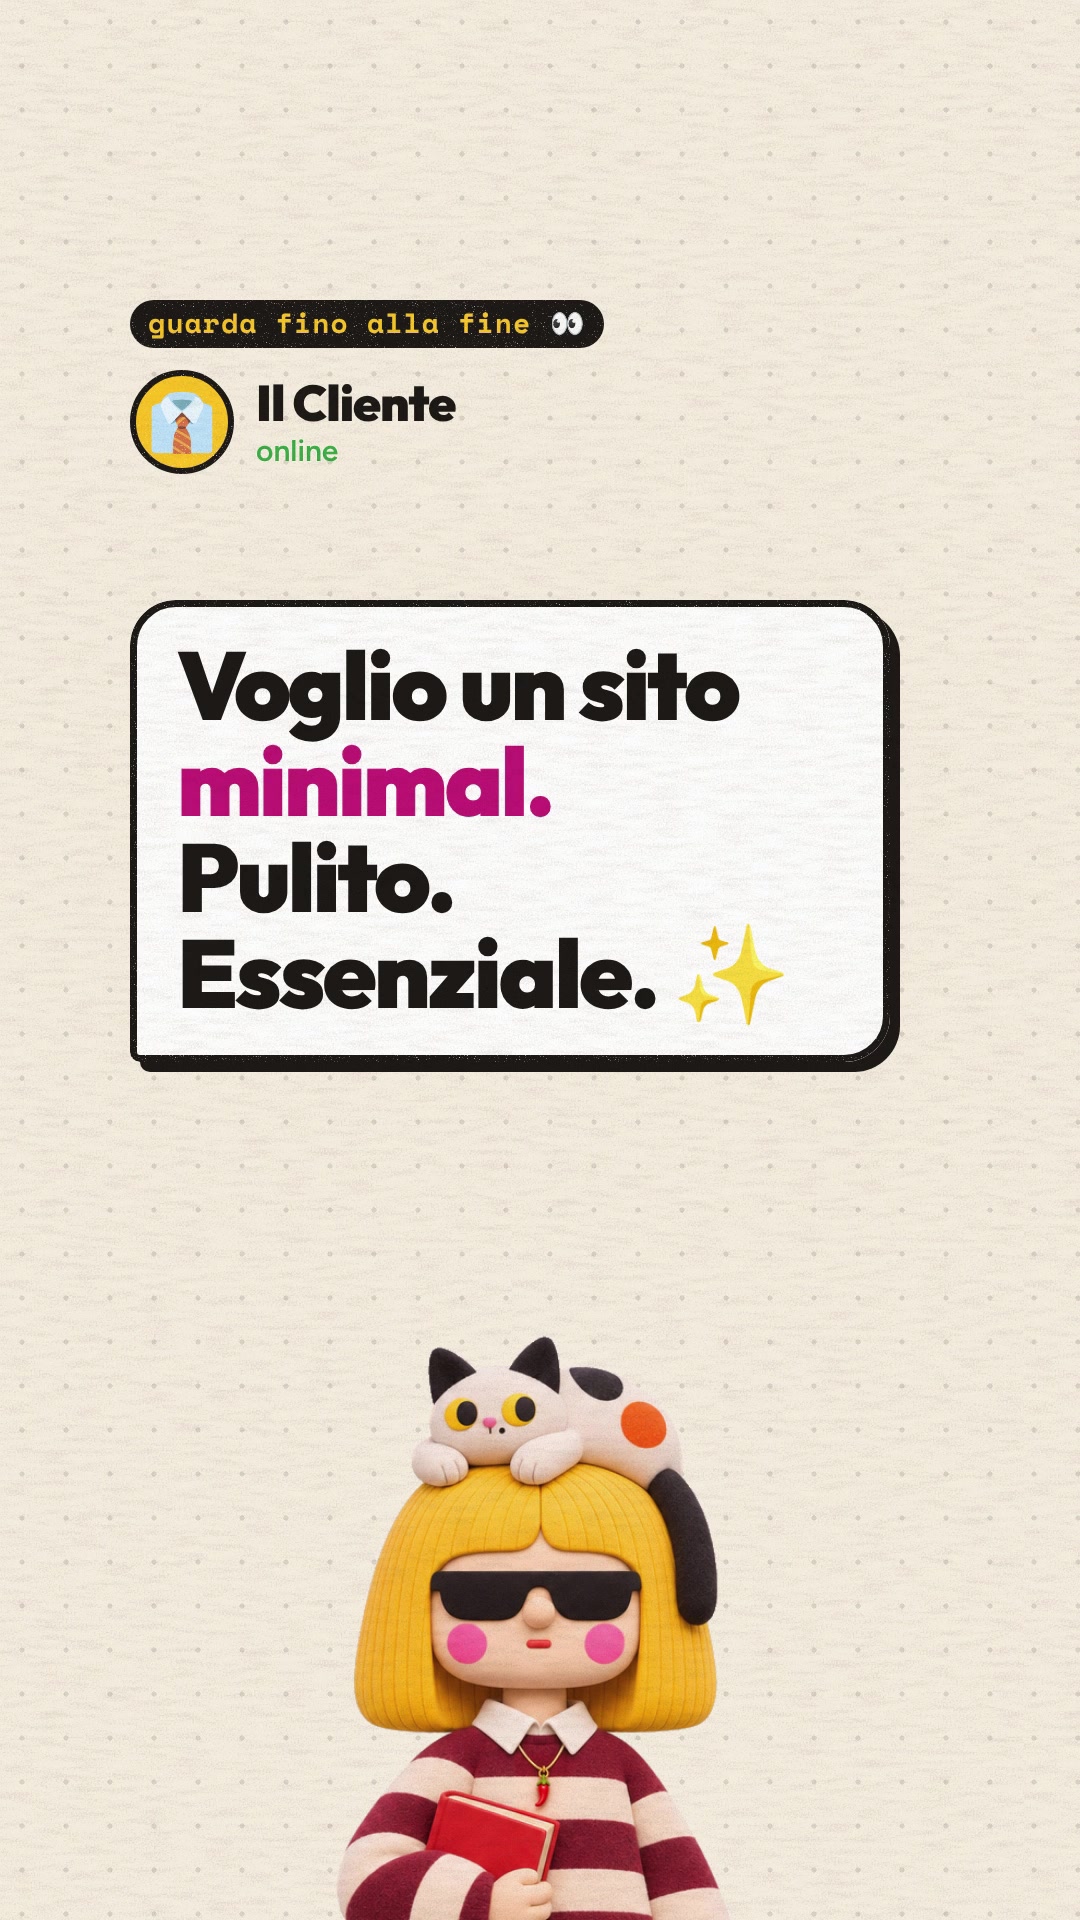 guarda fino alla fine 👀
Il Cliente
online
Voglio un sito
minimal.
Pulito.
Essenziale. ✨